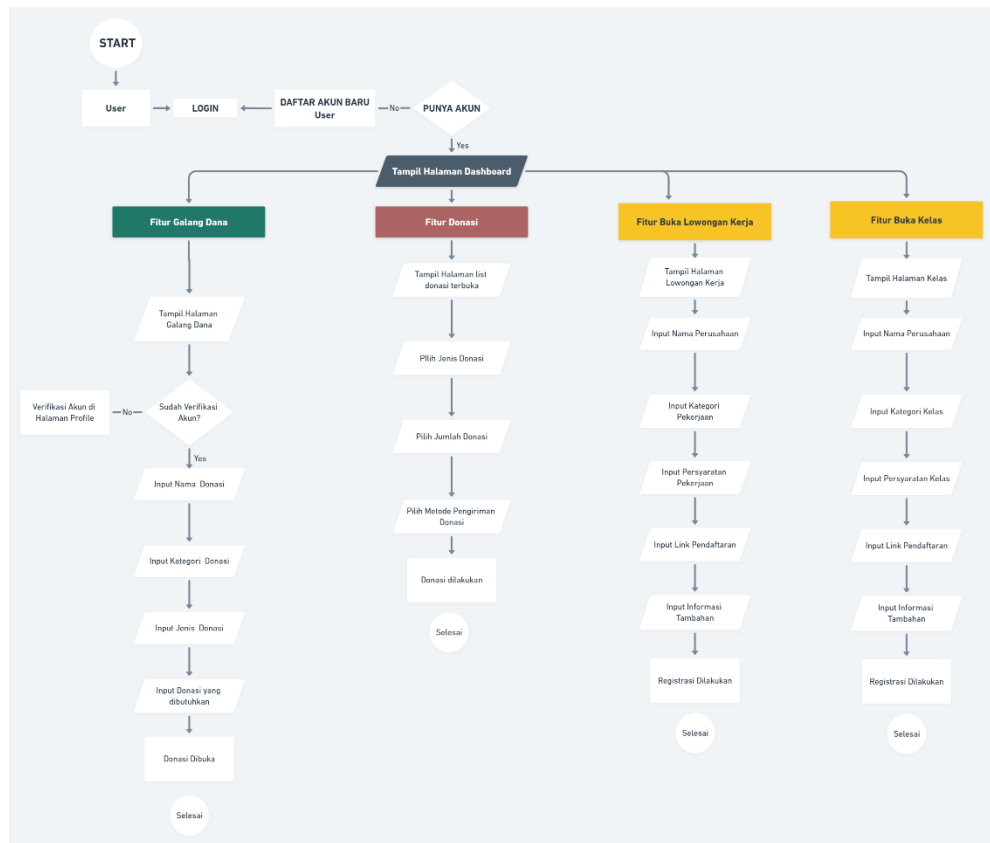 START
User
LOGIN
DAFTAR AKUN BARU
User
No
PUNYA AKUN
Yes
Tampil Halaman Dashboard
Fitur Galang Dana
Tampil Halaman
Galang Dana
Sudah Verifikasi
Akun?
No
Verifikasi Akun di
Halaman Profile
Yes
Input Nama Donasi
Input Kategori Donasi
Input Jenis Donasi
Input Donasi yang
dibutuhkan
Donasi Dibuka
Selesai
Fitur Donasi
Tampil Halaman list
donasi terbuka
PIlih Jenis Donasi
Pilih Jumlah Donasi
Pilih Metode Pengiriman
Donasi
Donasi dilakukan
Selesai
Fitur Buka Lowongan Kerja
Tampil Halaman
Lowongan Kerja
Input Nama Perusahaan
Input Kategori
Pekerjaan
Input Persyaratan
Pekerjaan
Input Link Pendaftaran
Input Informasi
Tambahan
Registrasi Dilakukan
Selesai
Fitur Buka Kelas
Tampil Halaman Kelas
Input Nama Perusahaan
Input Kategori Kelas
Input Persyaratan Kelas
Input Link Pendaftaran
Input Informasi
Tambahan
Registrasi Dilakukan
Selesai